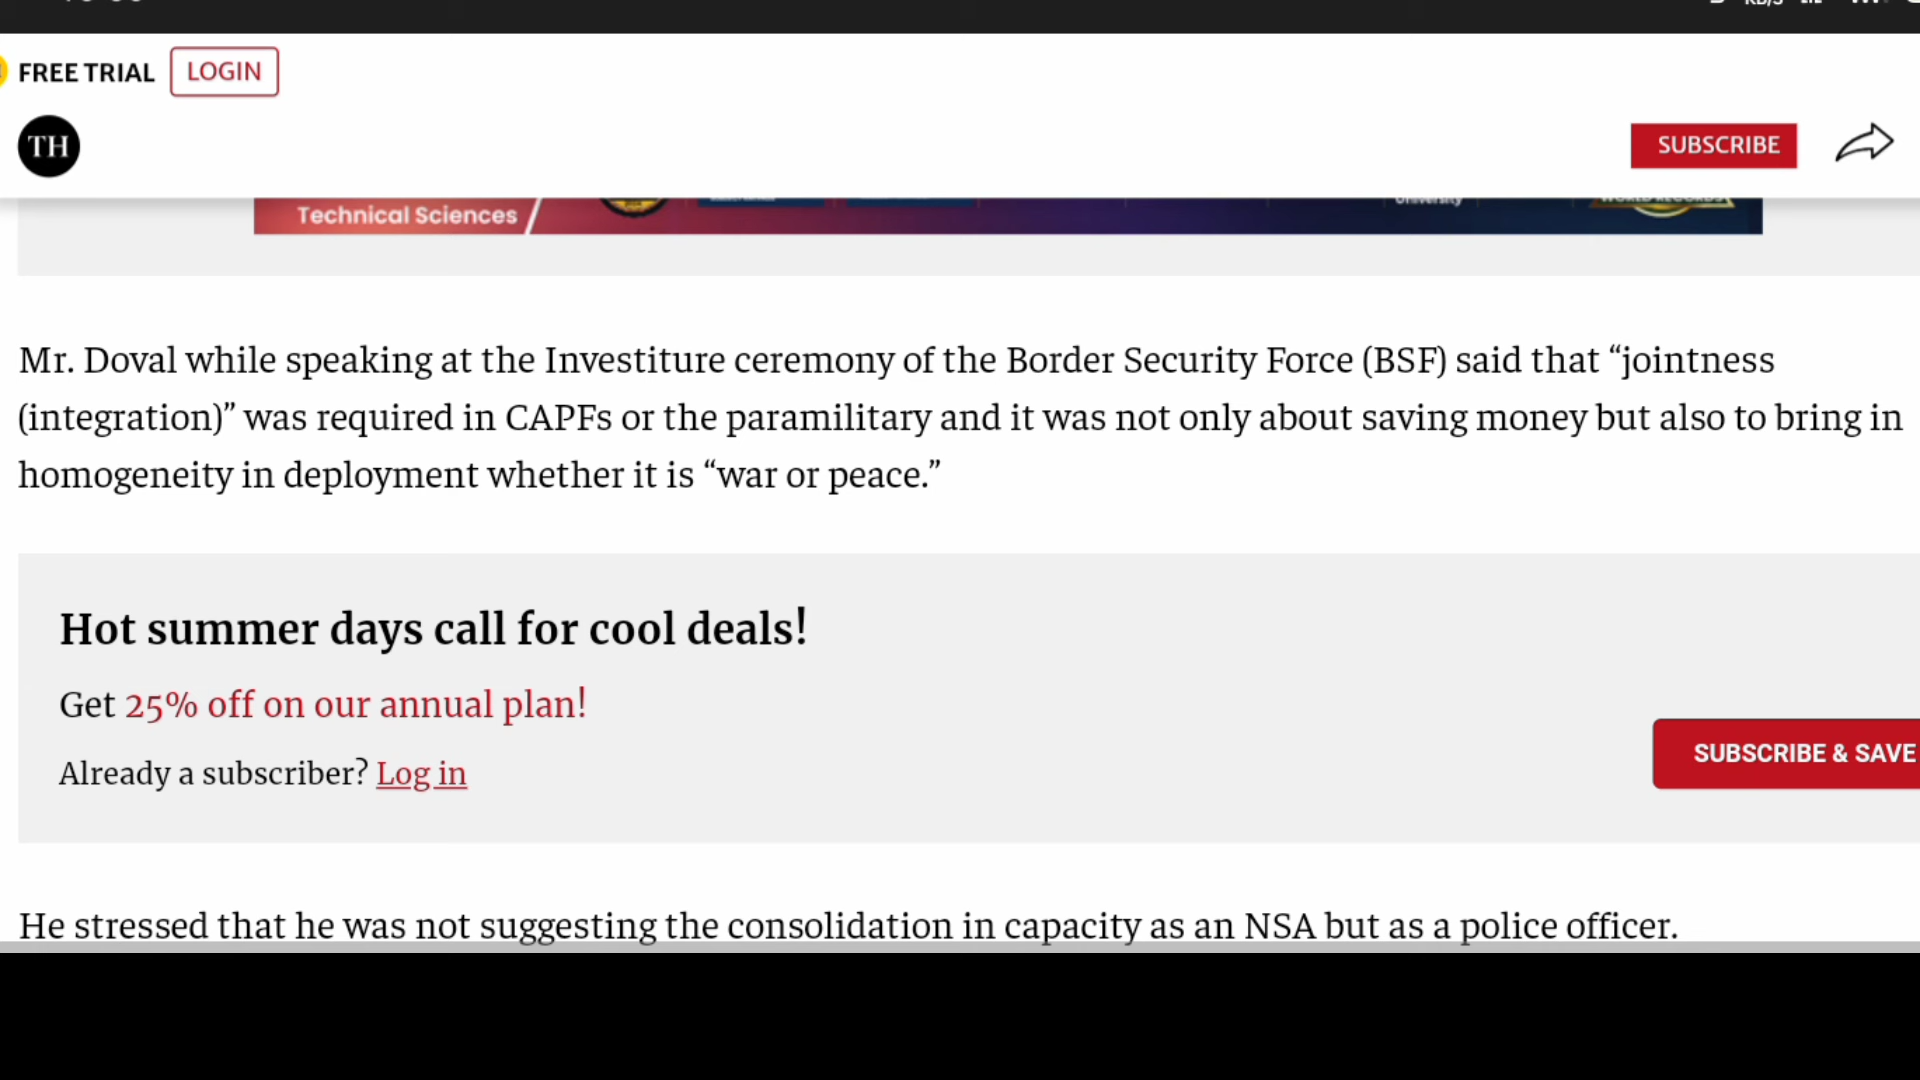 FREE TRIAL LOGIN
TH
SUBSCRIBE
Technical Sciences
University
WORLD RECORDS
Mr. Doval while speaking at the Investiture ceremony of the Border Security Force (BSF) said that “jointness
(integration)” was required in CAPFs or the paramilitary and it was not only about saving money but also to bring in
homogeneity in deployment whether it is “war or peace.”
Hot summer days call for cool deals!
Get 25% off on our annual plan!
Already a subscriber? Log in
SUBSCRIBE & SAVE
He stressed that he was not suggesting the consolidation in capacity as an NSA but as a police officer.